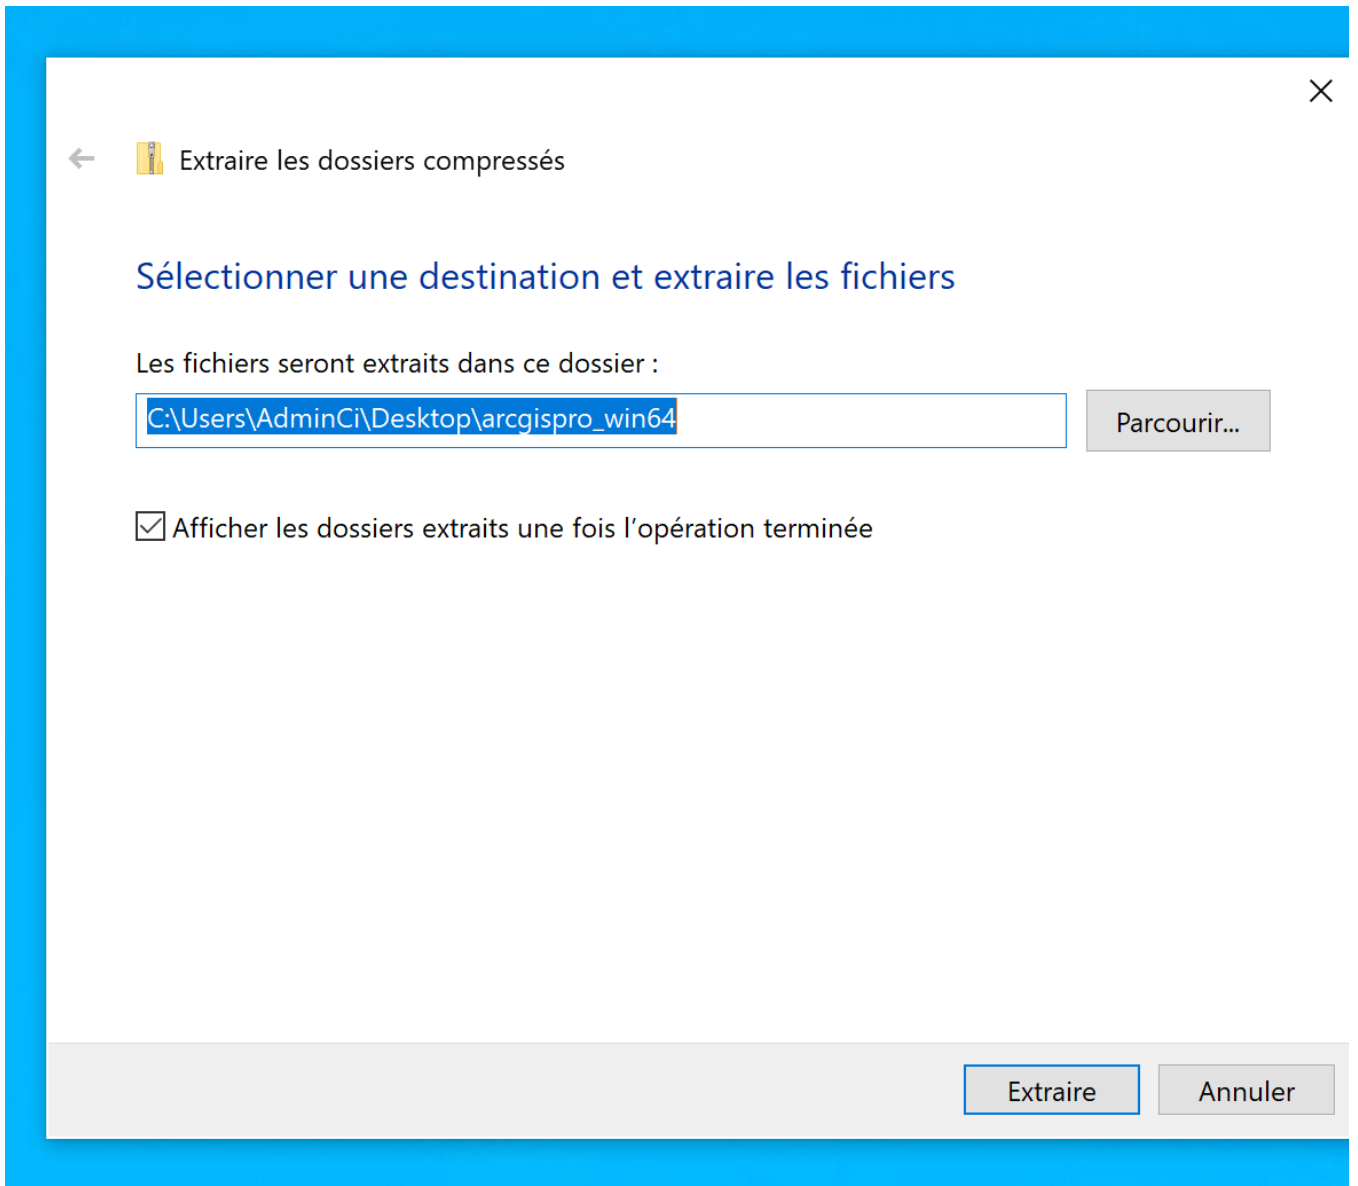 Extraire les dossiers compressés
Sélectionner une destination et extraire les fichiers
Les fichiers seront extraits dans ce dossier :
C:\Users\AdminCi\Desktop\arcgispro_win64
Parcourir...
Afficher les dossiers extraits une fois l’opération terminée
Extraire
Annuler